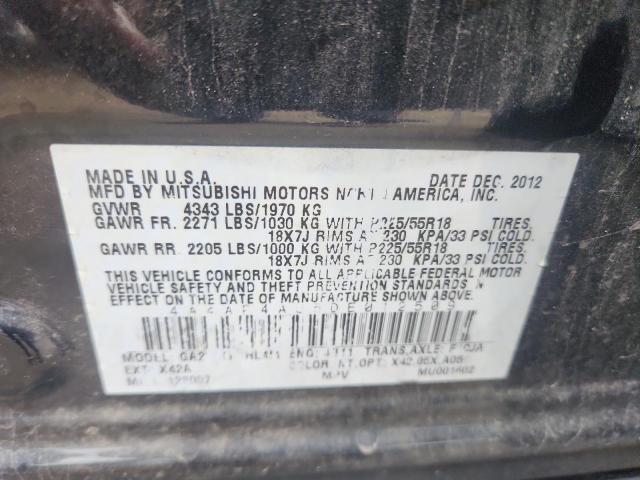 MADE IN U.S.A. DATE DEC. 2012
MFD BY MITSUBISHI MOTORS AMERICA, INC.
GVWR 4343 LBS/1970 KG
GAWR FR. 2271 LBS/1030 KG WITH P225/55R18 TIRES.
18X7J RIMS AT 230 KPA/33 PSI COLD.
GAWR RR. 2205 LBS/1000 KG WITH P225/55R18 TIRES.
18X7J RIMS AT 230 KPA/33 PSI COLD.
THIS VEHICLE CONFORMS TO ALL APPLICABLE FEDERAL MOTOR
VEHICLE SAFETY AND THEFT PREVENTION STANDARDS IN
EFFECT ON THE DATE OF MANUFACTURE SHOWN ABOVE.
MODEL TRANS,AXLE:
EXT: X42A COLOR
MU001602